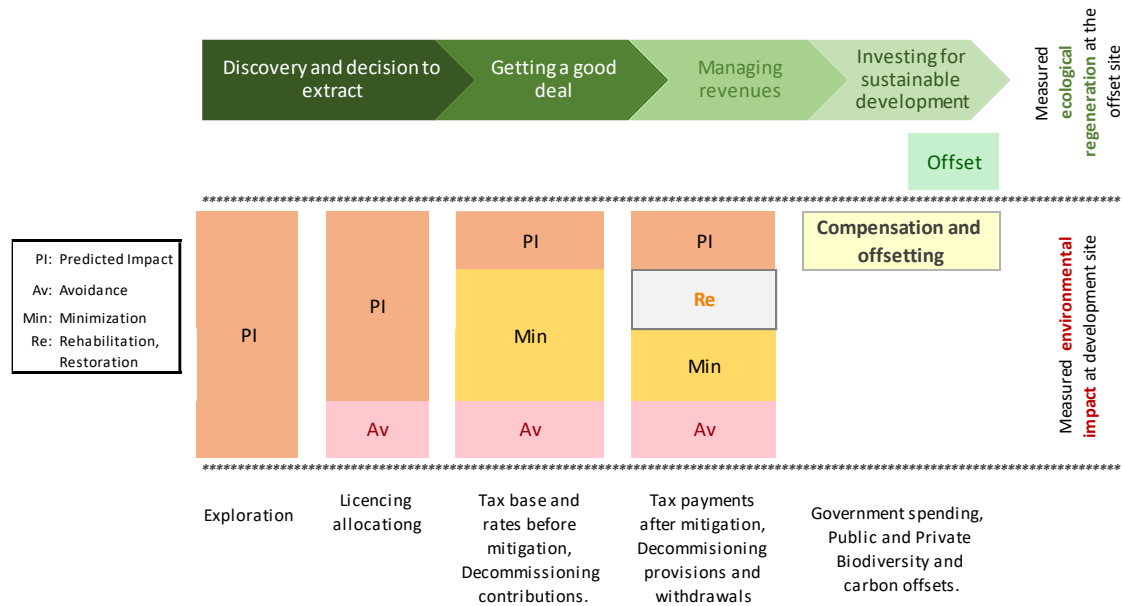 Discovery and decision to
extract
Getting a good
deal
Managing
revenues
Investing for
sustainable
development
Measured
ecological
regeneration at the
offset site
Offset
********************************************************************************
PI: Predicted Impact
Av: Avoidance
Min: Minimization
Re: Rehabilitation,
Restoration
PI
PI
Av
PI
Min
Av
PI
Re
Min
Av
Compensation and
offsetting
Measured environmental
impact at development site
********************************************************************************
Exploration
Licencing
allocationg
Tax base and
rates before
mitigation,
Decommissioning
contributions.
Tax payments
after mitigation,
Decommisioning
provisions and
withdrawals
Government spending,
Public and Private
Biodiversity and
carbon offsets.